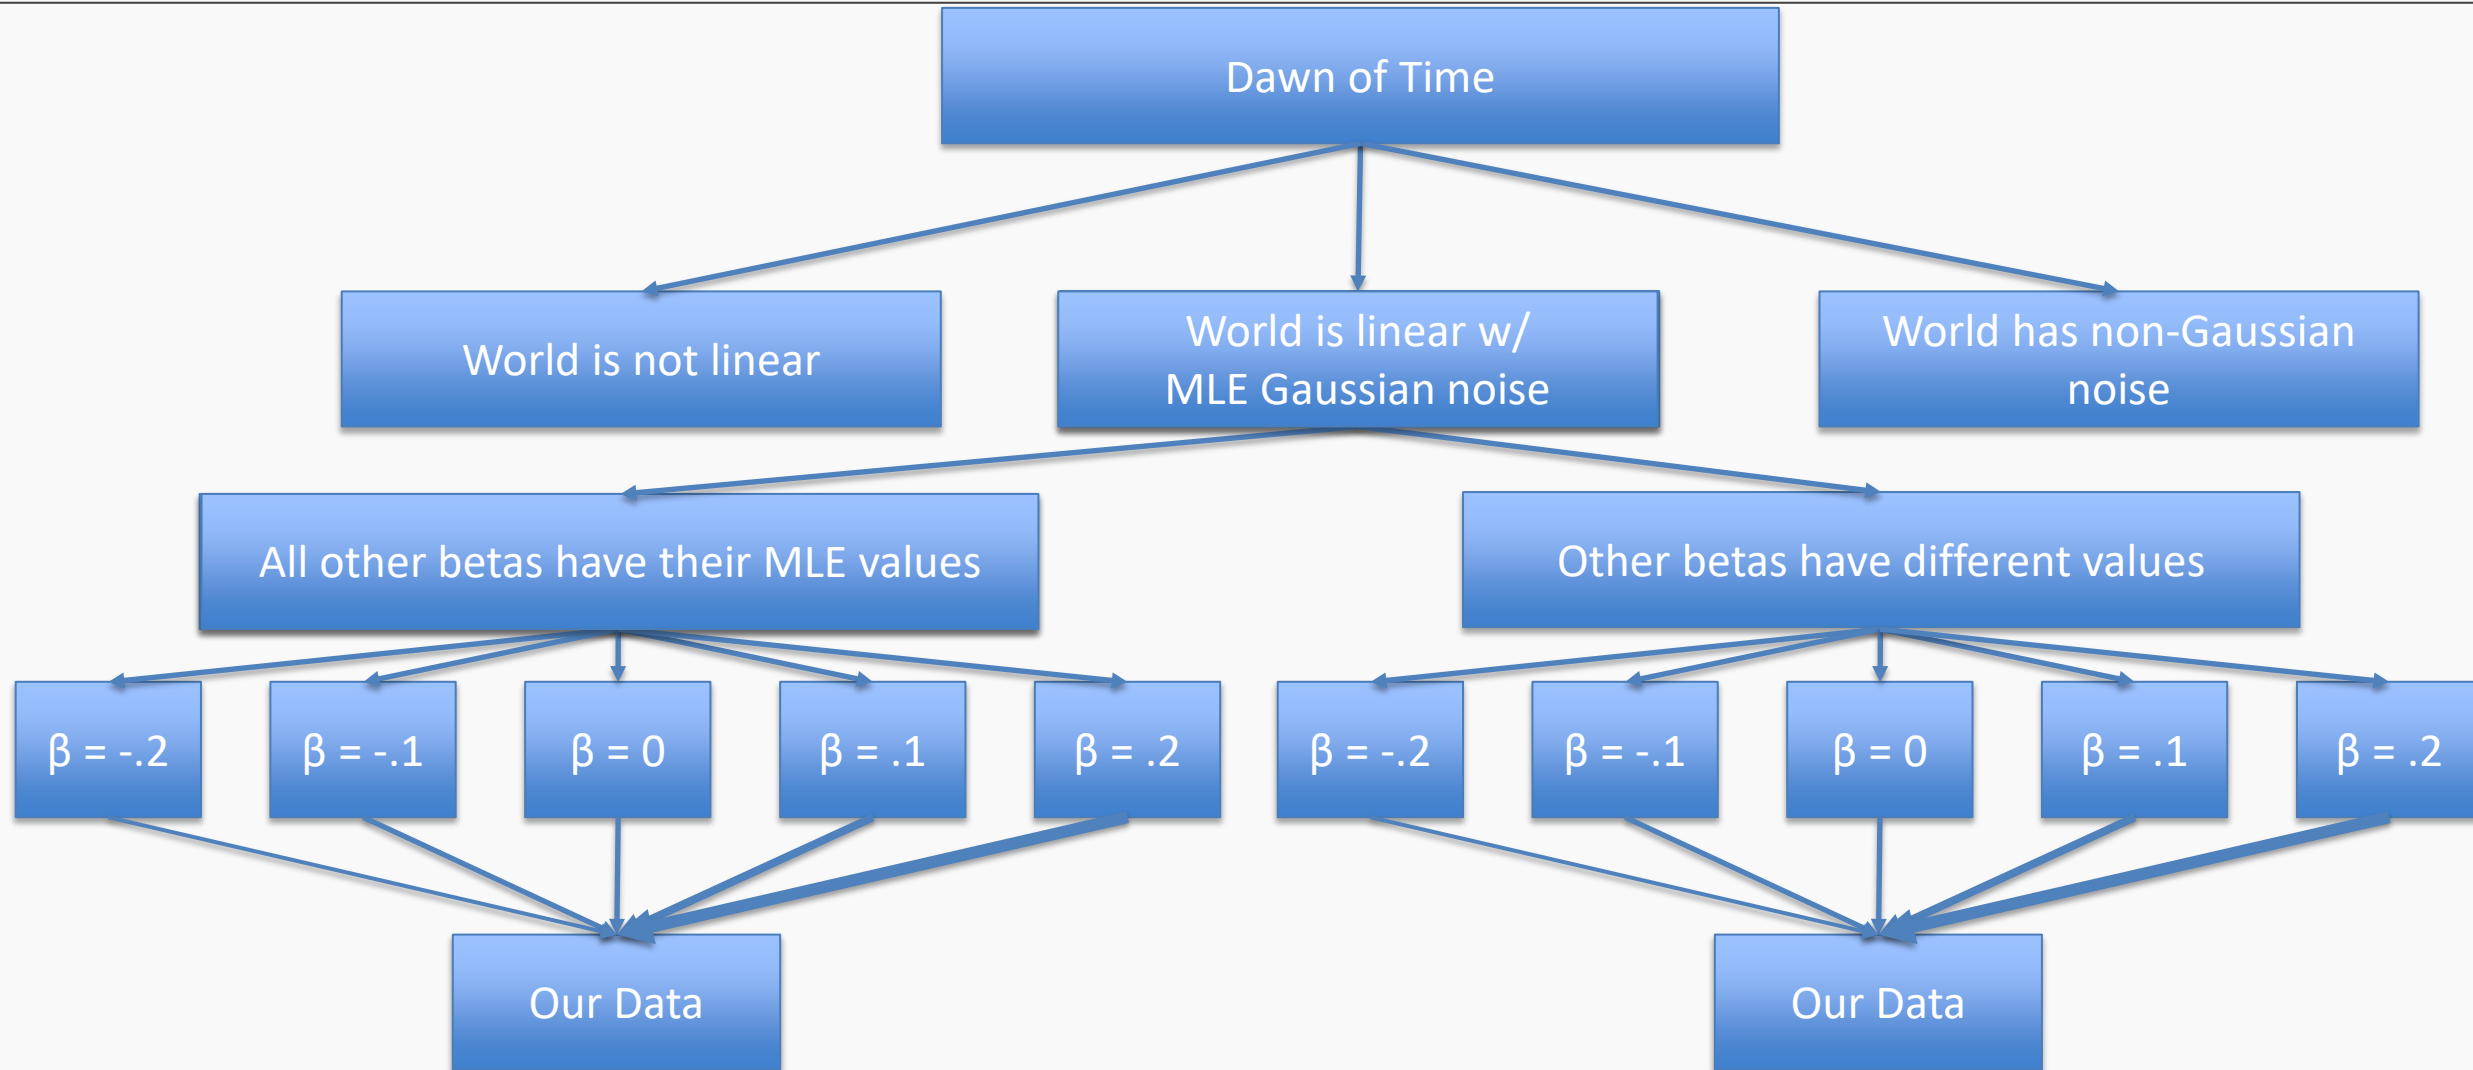 Dawn of Time
World is not linear
World is linear w/
MLE Gaussian noise
World has non-Gaussian
noise
All other betas have their MLE values
Other betas have different values
β = -.2
β = -.1
β = 0
β = .1
β = .2
β = -.2
β = -.1
β = 0
β = .1
β = .2
Our Data
Our Data